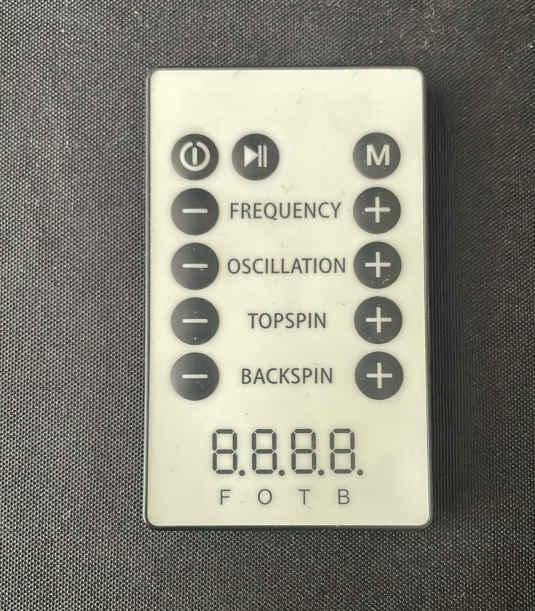 M
− FREQUENCY +
− OSCILLATION +
− TOPSPIN +
− BACKSPIN +
8.8.8.8.
F O T B